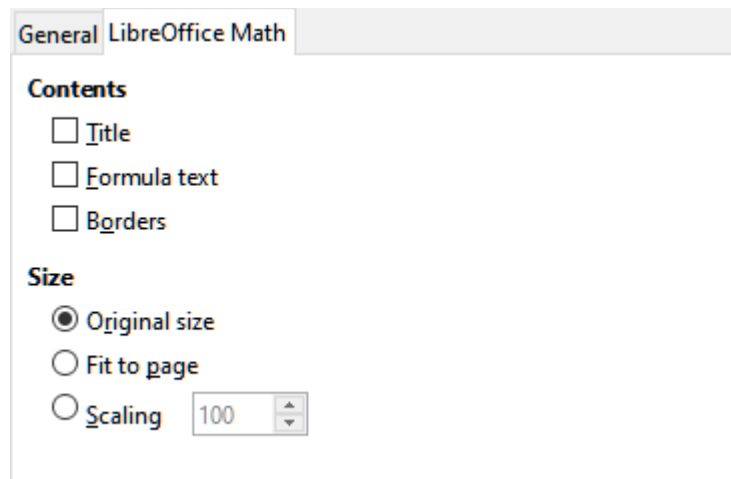 General LibreOffice Math
Contents
Title
Formula text
Borders
Size
Original size
Fit to page
Scaling 100